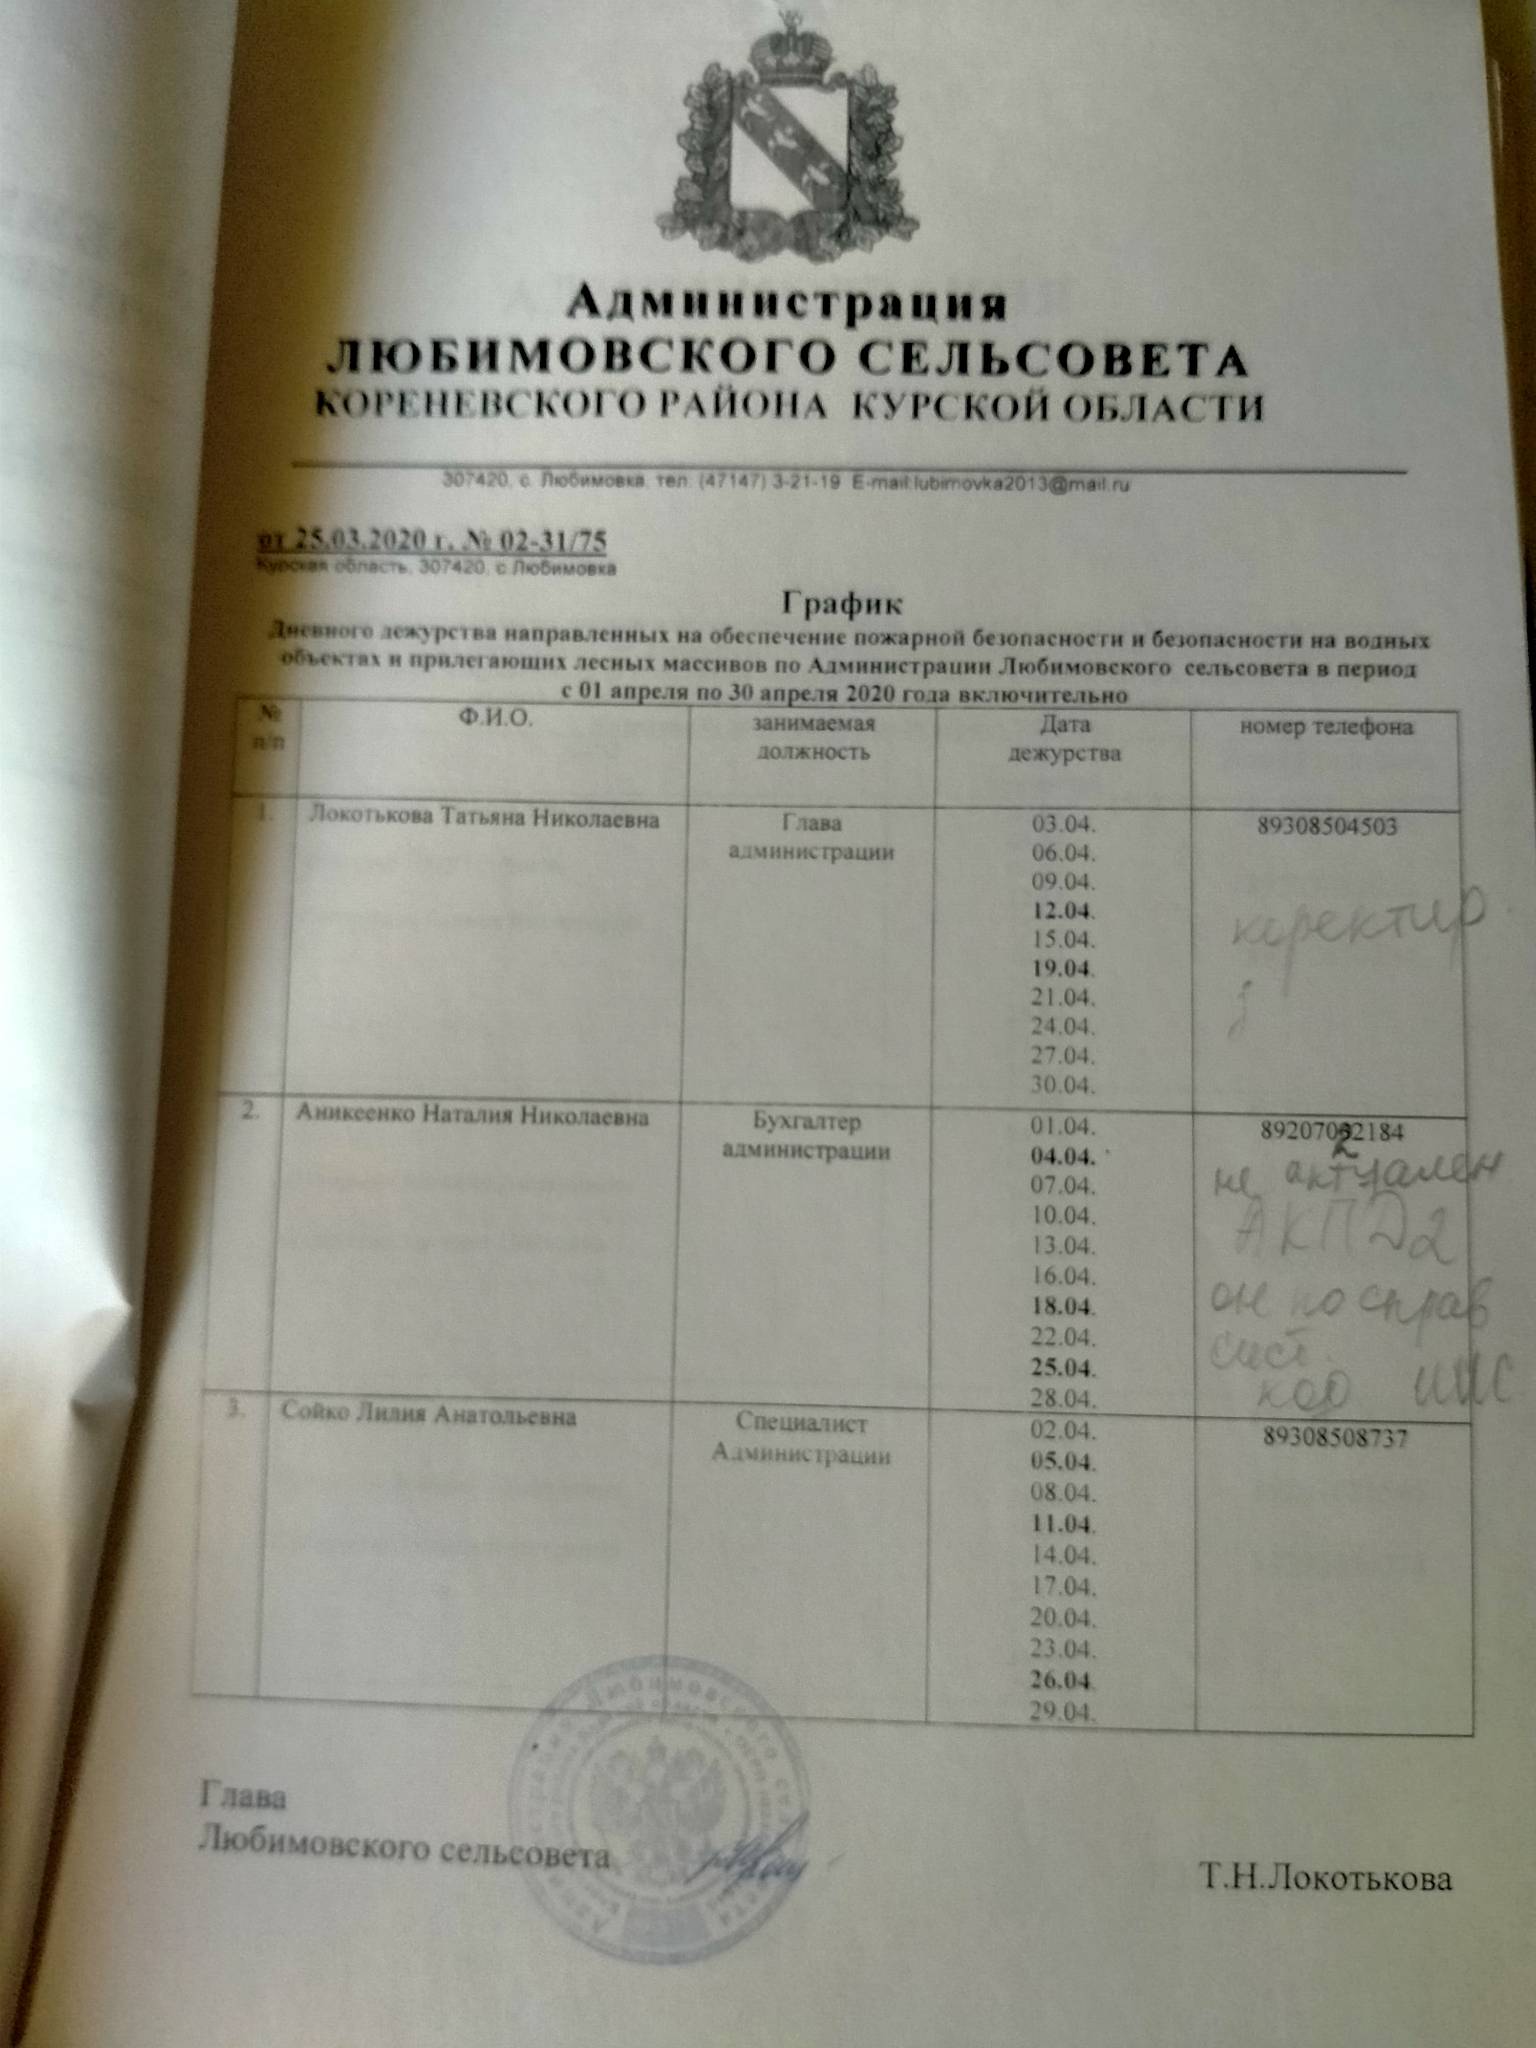 Администрация
ЛЮБИМОВСКОГО СЕЛЬСОВЕТА
КОРЕНЕВСКОГО РАЙОНА КУРСКОЙ ОБЛАСТИ
307420, с. Любимовка, тел. (47147) 3-21-19 E-mail:lubimovka2013@mail.ru
от 25.03.2020 г. № 02-31/75
Курская область, 307420, с.Любимовка
График
Дневного дежурства направленных на обеспечение пожарной безопасности и безопасности на водных
объектах и прилегающих лесных массивов по Администрации Любимовского сельсовета в период
с 01 апреля по 30 апреля 2020 года включительно
№ Ф.И.О. занимаемая Дата номер телефона
п/п должность дежурства
1. Локотькова Татьяна Николаевна Глава 03.04. 89308504503
администрации 06.04.
09.04.
12.04. коректир
15.04.
19.04.
21.04.
24.04.
27.04.
30.04.
2. Аникеенко Наталия Николаевна Бухгалтер 01.04.
администрации 04.04.
07.04. не актуален
10.04. АКПД2
13.04.
16.04.
18.04. он по справ
22.04. сист.
25.04. код ИИС
28.04.
3. Сойко Лилия Анатольевна Специалист 02.04. 89308508737
Администрации 05.04.
08.04.
11.04.
14.04.
17.04.
20.04.
23.04.
26.04.
29.04.
Глава
Любимовского сельсовета
Т.Н.Локотькова